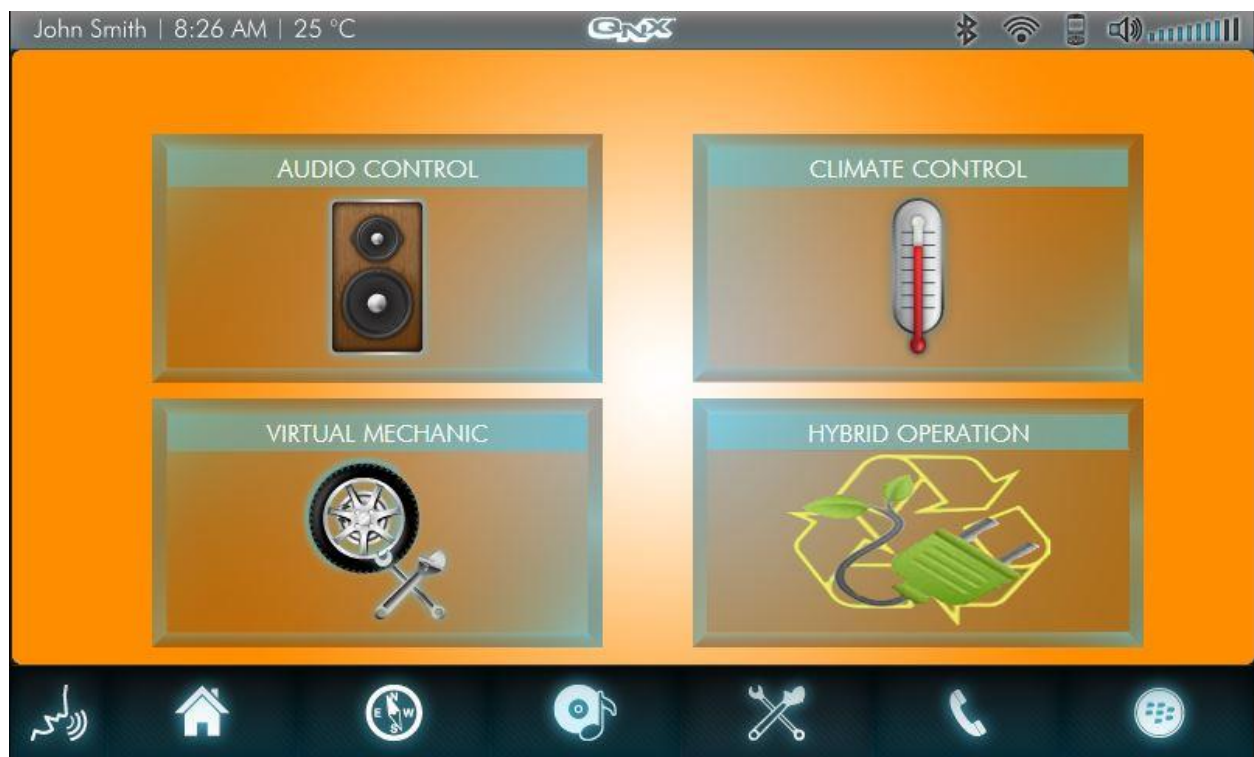 John Smith | 8:26 AM | 25 °C
QNX
AUDIO CONTROL
CLIMATE CONTROL
VIRTUAL MECHANIC
HYBRID OPERATION
N
E W
S